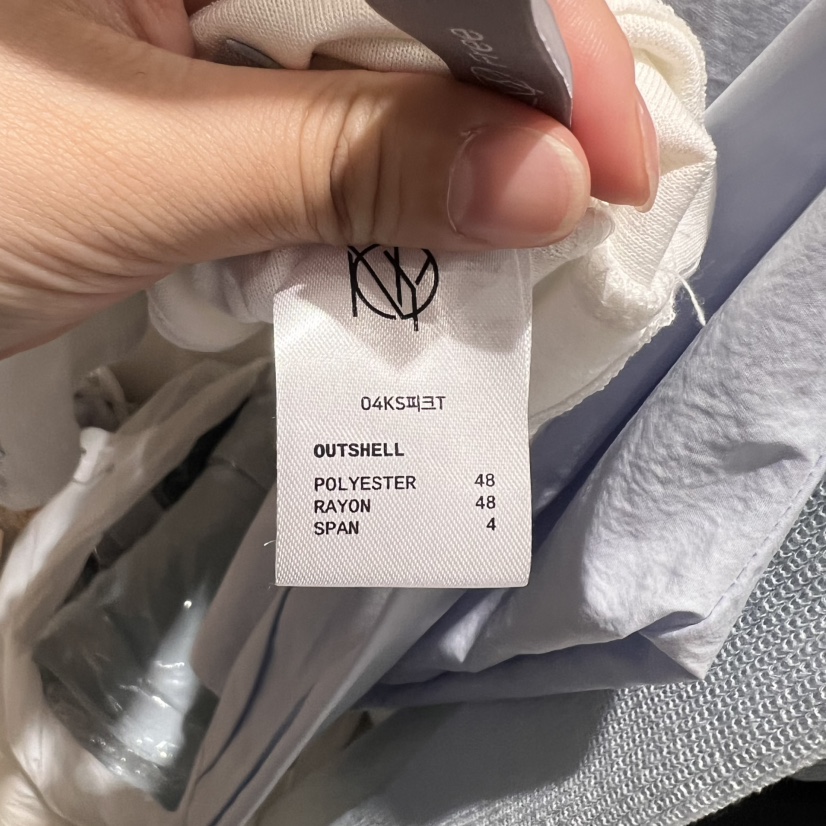 04KS피크T
OUTSHELL
POLYESTER 48
RAYON 48
SPAN 4